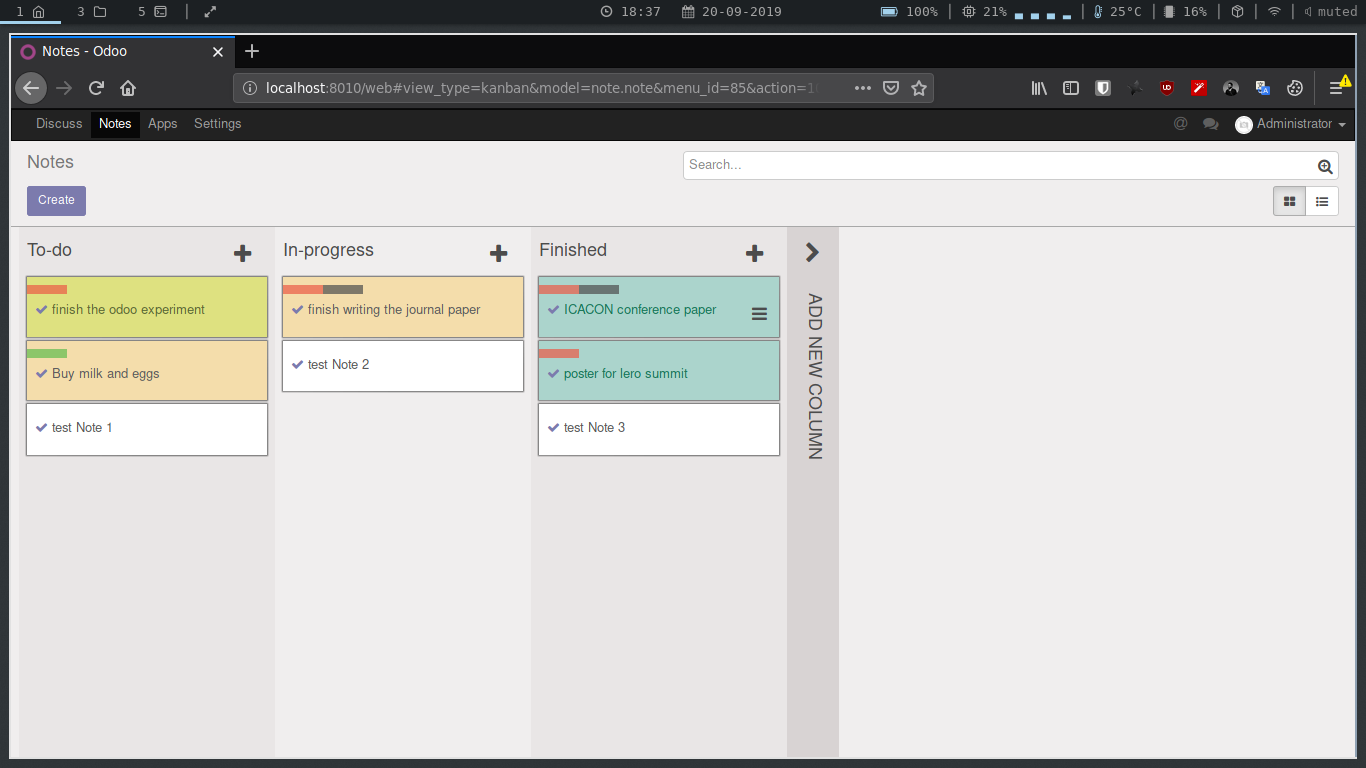 1 3 5 18:37 20-09-2019 100% 21% 25°C 16% muted
Notes - Odoo
localhost:8010/web#view_type=kanban&model=note.note&menu_id=85&action=1
Discuss Notes Apps Settings Administrator
Notes
Search...
Create
To-do
finish the odoo experiment
Buy milk and eggs
test Note 1
In-progress
finish writing the journal paper
test Note 2
Finished
ICACON conference paper
poster for lero summit
test Note 3
ADD NEW COLUMN